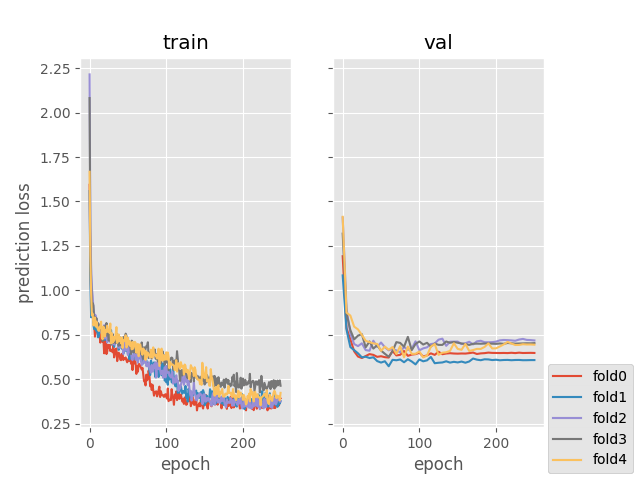 train
val
2.25
2.00
1.75
1.50
1.25
1.00
0.75
0.50
0.25
prediction loss
0
100
200
0
100
200
epoch
epoch
fold0
fold1
fold2
fold3
fold4